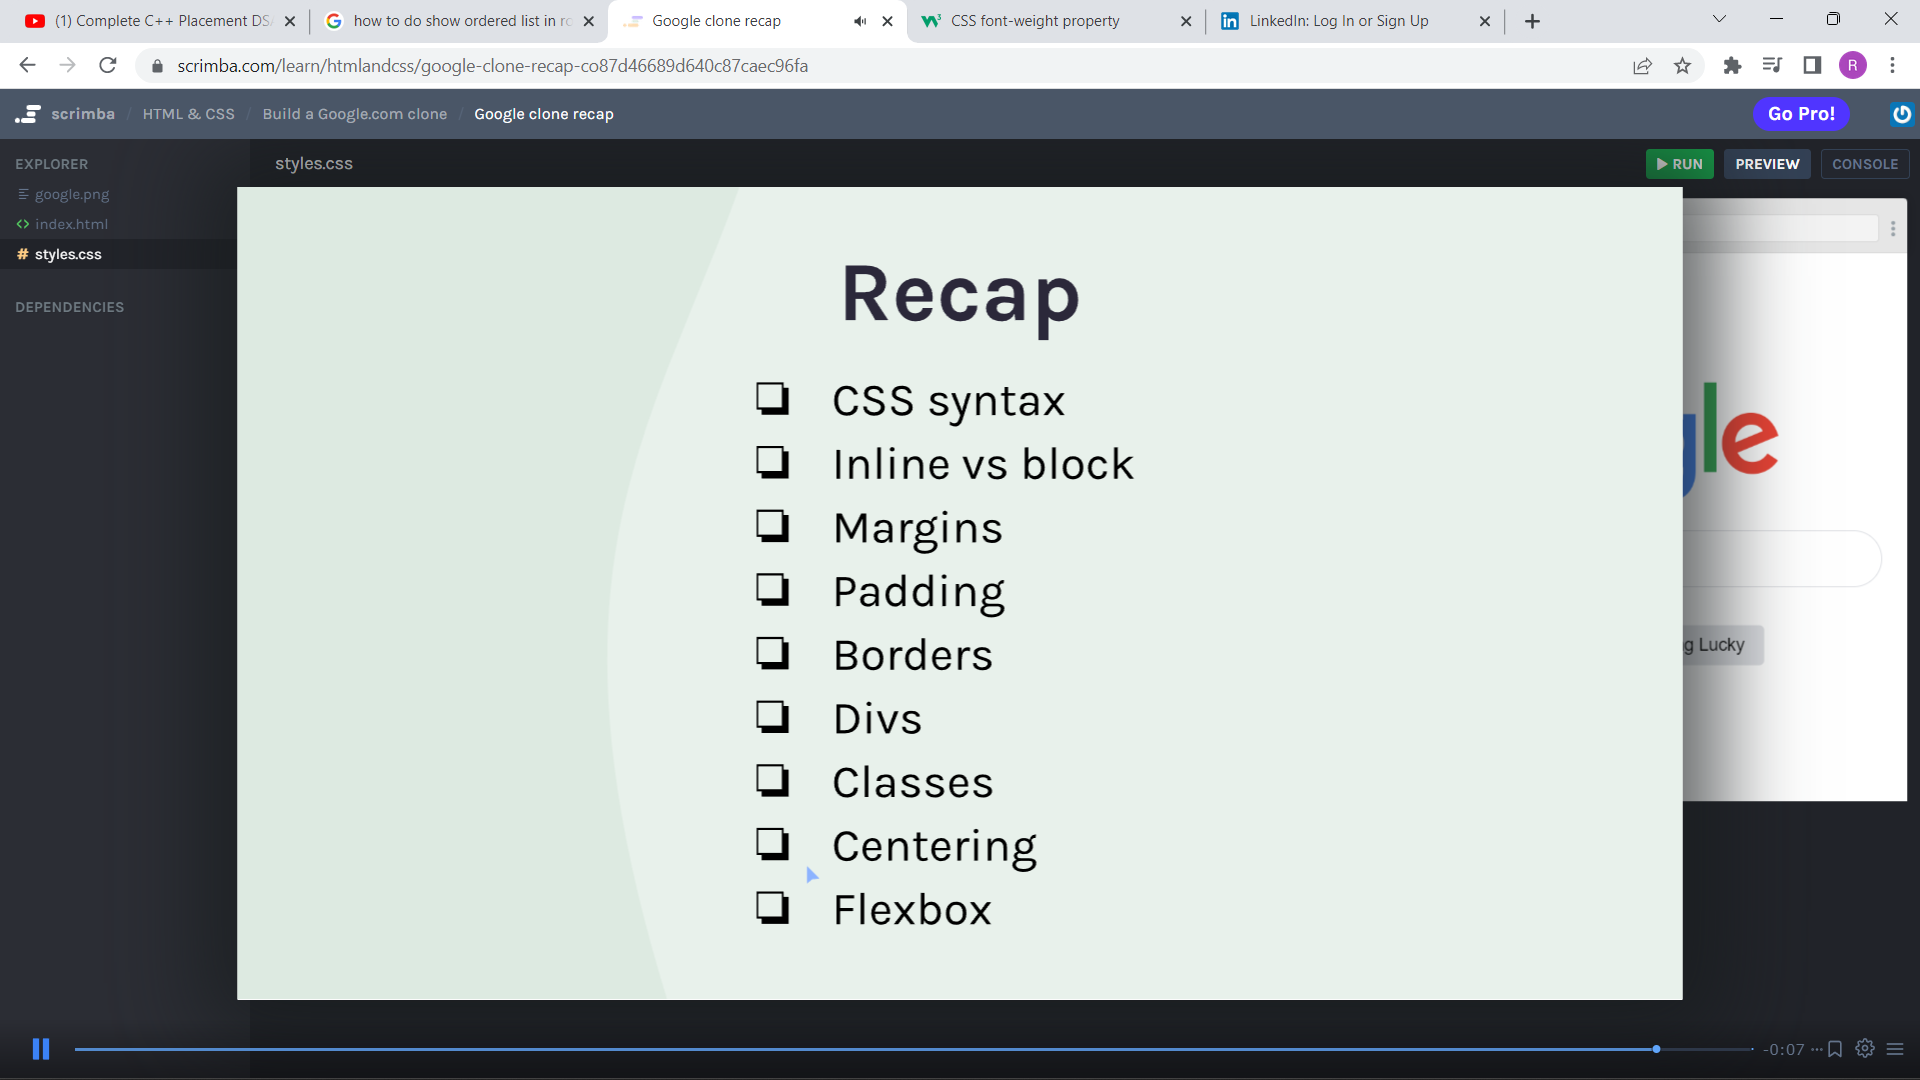 (1) Complete C++ Placement DS
how to do show ordered list in ro
Google clone recap
CSS font-weight property
LinkedIn: Log In or Sign Up
scrimba.com/learn/htmlandcss/google-clone-recap-co87d46689d640c87caec96fa
R
scrimba / HTML & CSS / Build a Google.com clone / Google clone recap
Go Pro!
EXPLORER
styles.css
RUN
PREVIEW
CONSOLE
google.png
index.html
# styles.css
DEPENDENCIES
Recap
CSS syntax
Inline vs block
Margins
Padding
Borders
Divs
Classes
Centering
Flexbox
gle
g Lucky
-0:07